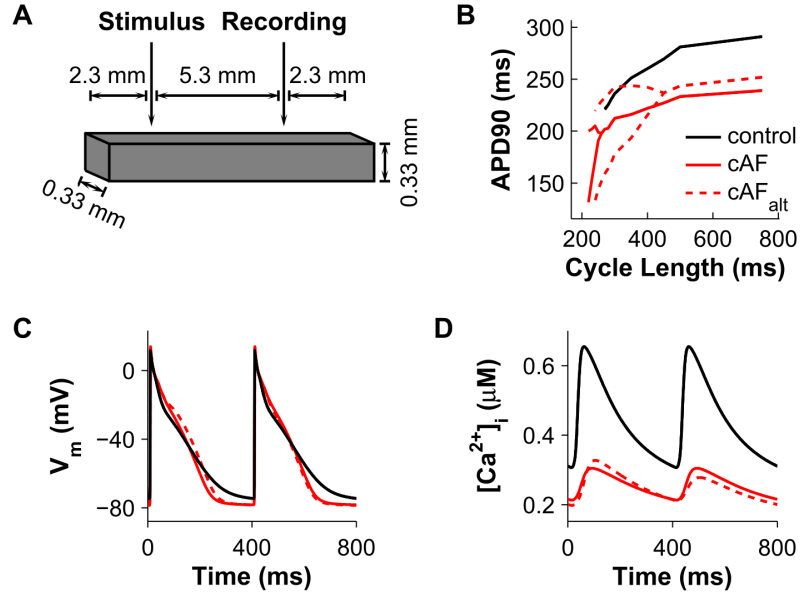 A
Stimulus Recording
2.3 mm 5.3 mm 2.3 mm
0.33 mm
0.33 mm
B
APD90 (ms)
300
250
200
150
control
cAF
cAFalt
200 400 600 800
Cycle Length (ms)
C
Vm (mV)
0
−40
−80
0 400 800
Time (ms)
D
[Ca2+]i (μM)
0.6
0.4
0.2
0 400 800
Time (ms)